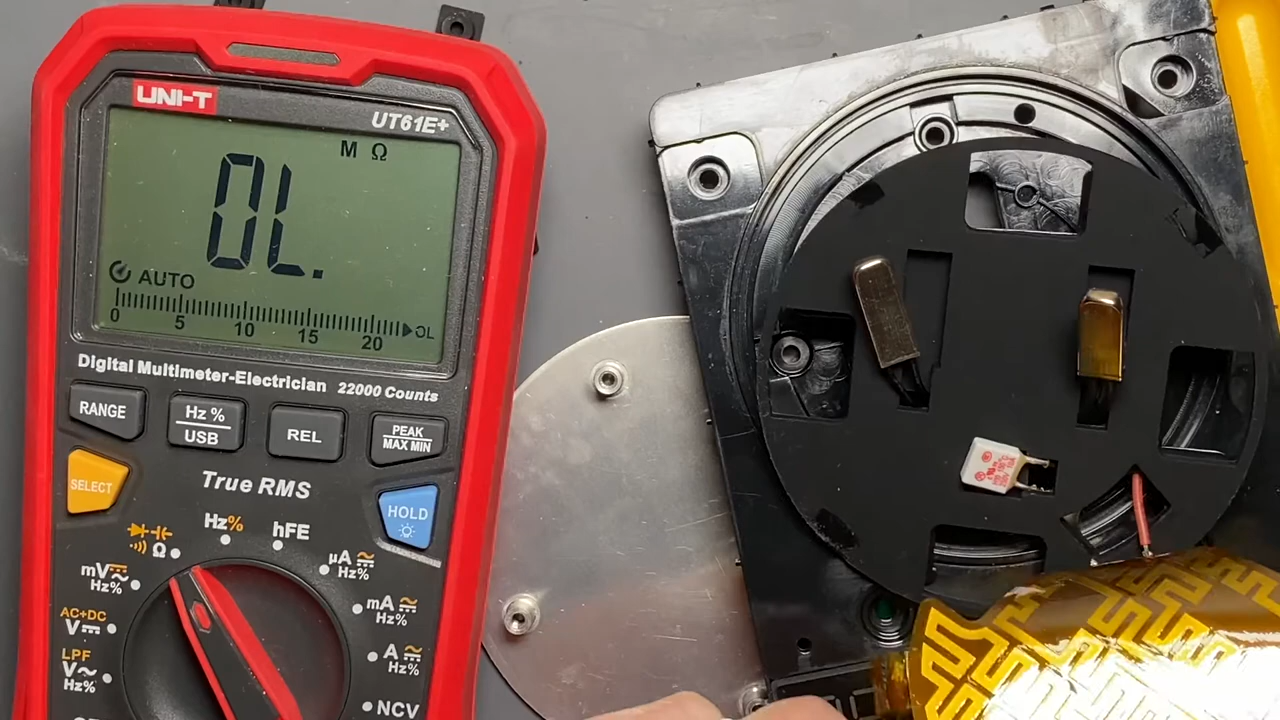 UNI-T
UT61E+
M Ω
OL.
AUTO
0 5 10 15 20 OL
Digital Multimeter-Electrician 22000 Counts
RANGE
Hz %
USB
REL
PEAK
MAX MIN
SELECT
True RMS
HOLD
Hz%
hFE
Ω
μA
Hz%
mV
Hz%
mA
Hz%
AC+DC
V
A
Hz%
LPF
V~
Hz%
NCV